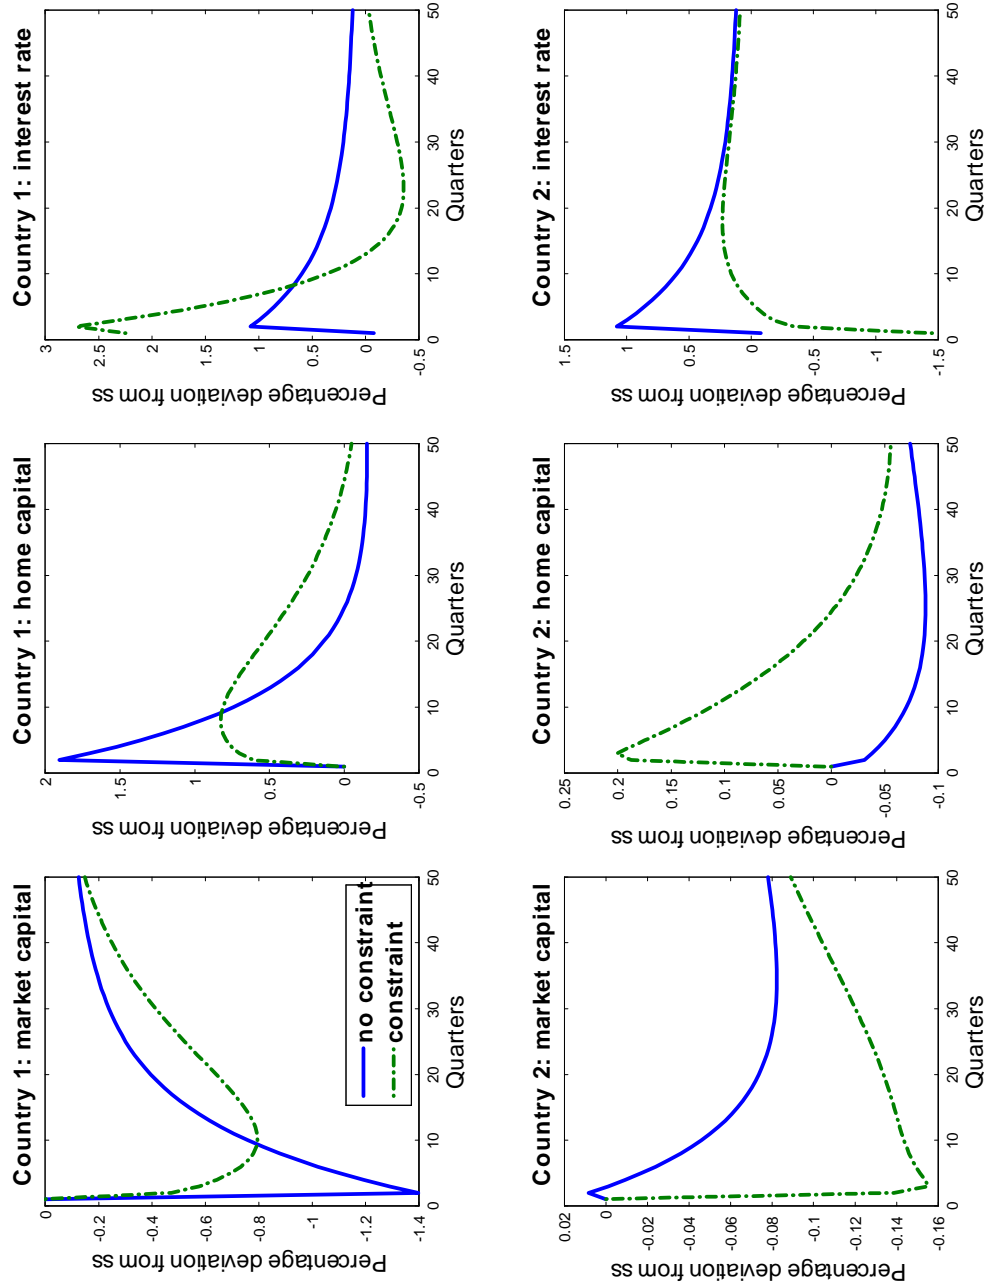 Country 1: market capital
Percentage deviation from ss
0
-0.2
-0.4
-0.6
-0.8
-1
-1.2
-1.4
0 10 20 30 40 50
Quarters
no constraint
constraint
Country 1: home capital
Percentage deviation from ss
2
1.5
1
0.5
0
-0.5
0 10 20 30 40 50
Quarters
Country 1: interest rate
Percentage deviation from ss
3
2.5
2
1.5
1
0.5
0
-0.5
0 10 20 30 40 50
Quarters
Country 2: market capital
Percentage deviation from ss
0.02
0
-0.02
-0.04
-0.06
-0.08
-0.1
-0.12
-0.14
-0.16
0 10 20 30 40 50
Quarters
Country 2: home capital
Percentage deviation from ss
0.25
0.2
0.15
0.1
0.05
0
-0.05
-0.1
0 10 20 30 40 50
Quarters
Country 2: interest rate
Percentage deviation from ss
1.5
1
0.5
0
-0.5
-1
-1.5
0 10 20 30 40 50
Quarters